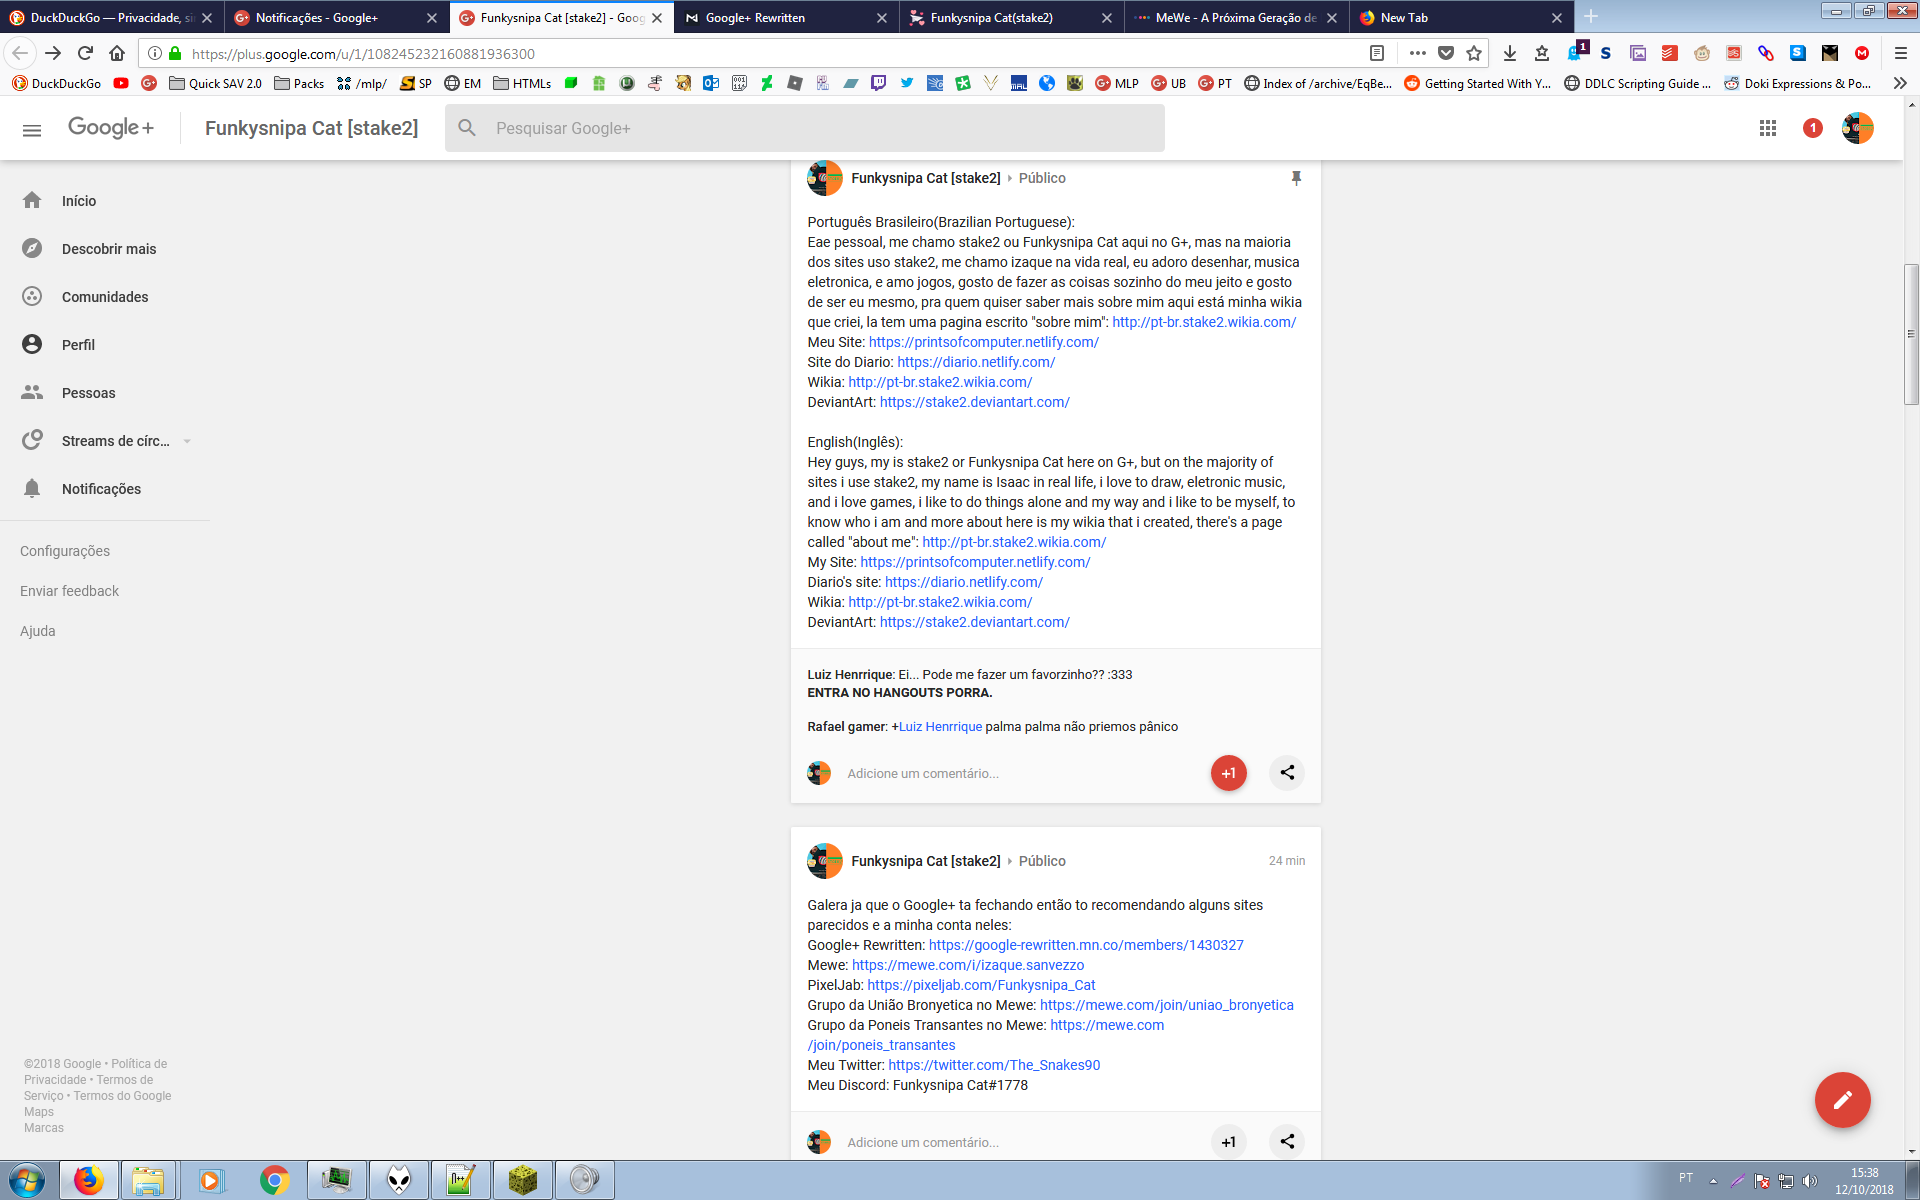 DuckDuckGo — Privacidade, si
Notificações - Google+
Funkysnipa Cat [stake2] - Goog
Google+ Rewritten
Funkysnipa Cat(stake2)
MeWe - A Próxima Geração de
New Tab
https://plus.google.com/u/1/108245232160881936300
DuckDuckGo
Quick SAV 2.0
Packs
/mlp/
SP
EM
HTMLs
MLP
UB
PT
Index of /archive/EqBe...
Getting Started With Y...
DDLC Scripting Guide ...
Doki Expressions & Po...
Google+
Funkysnipa Cat [stake2]
Pesquisar Google+
1
Início
Descobrir mais
Comunidades
Perfil
Pessoas
Streams de círc...
Notificações
Configurações
Enviar feedback
Ajuda
©2018 Google • Política de
Privacidade • Termos de
Serviço • Termos do Google
Maps
Marcas
Funkysnipa Cat [stake2] Público
Português Brasileiro(Brazilian Portuguese):
Eae pessoal, me chamo stake2 ou Funkysnipa Cat aqui no G+, mas na maioria
dos sites uso stake2, me chamo izaque na vida real, eu adoro desenhar, musica
eletronica, e amo jogos, gosto de fazer as coisas sozinho do meu jeito e gosto
de ser eu mesmo, pra quem quiser saber mais sobre mim aqui está minha wikia
que criei, la tem uma pagina escrito "sobre mim": http://pt-br.stake2.wikia.com/
Meu Site: https://printsofcomputer.netlify.com/
Site do Diario: https://diario.netlify.com/
Wikia: http://pt-br.stake2.wikia.com/
DeviantArt: https://stake2.deviantart.com/
English(Inglês):
Hey guys, my is stake2 or Funkysnipa Cat here on G+, but on the majority of
sites i use stake2, my name is Isaac in real life, i love to draw, eletronic music,
and i love games, i like to do things alone and my way and i like to be myself, to
know who i am and more about here is my wikia that i created, there's a page
called "about me": http://pt-br.stake2.wikia.com/
My Site: https://printsofcomputer.netlify.com/
Diario's site: https://diario.netlify.com/
Wikia: http://pt-br.stake2.wikia.com/
DeviantArt: https://stake2.deviantart.com/
Luiz Henrrique: Ei... Pode me fazer um favorzinho?? :333
ENTRA NO HANGOUTS PORRA.
Rafael gamer: +Luiz Henrrique palma palma não priemos pânico
Adicione um comentário...
+1
Funkysnipa Cat [stake2] Público
24 min
Galera ja que o Google+ ta fechando então to recomendando alguns sites
parecidos e a minha conta neles:
Google+ Rewritten: https://google-rewritten.mn.co/members/1430327
Mewe: https://mewe.com/i/izaque.sanvezzo
PixelJab: https://pixeljab.com/Funkysnipa_Cat
Grupo da União Bronyetica no Mewe: https://mewe.com/join/uniao_bronyetica
Grupo da Poneis Transantes no Mewe: https://mewe.com
/join/poneis_transantes
Meu Twitter: https://twitter.com/The_Snakes90
Meu Discord: Funkysnipa Cat#1778
Adicione um comentário...
+1
PT
15:38
12/10/2018